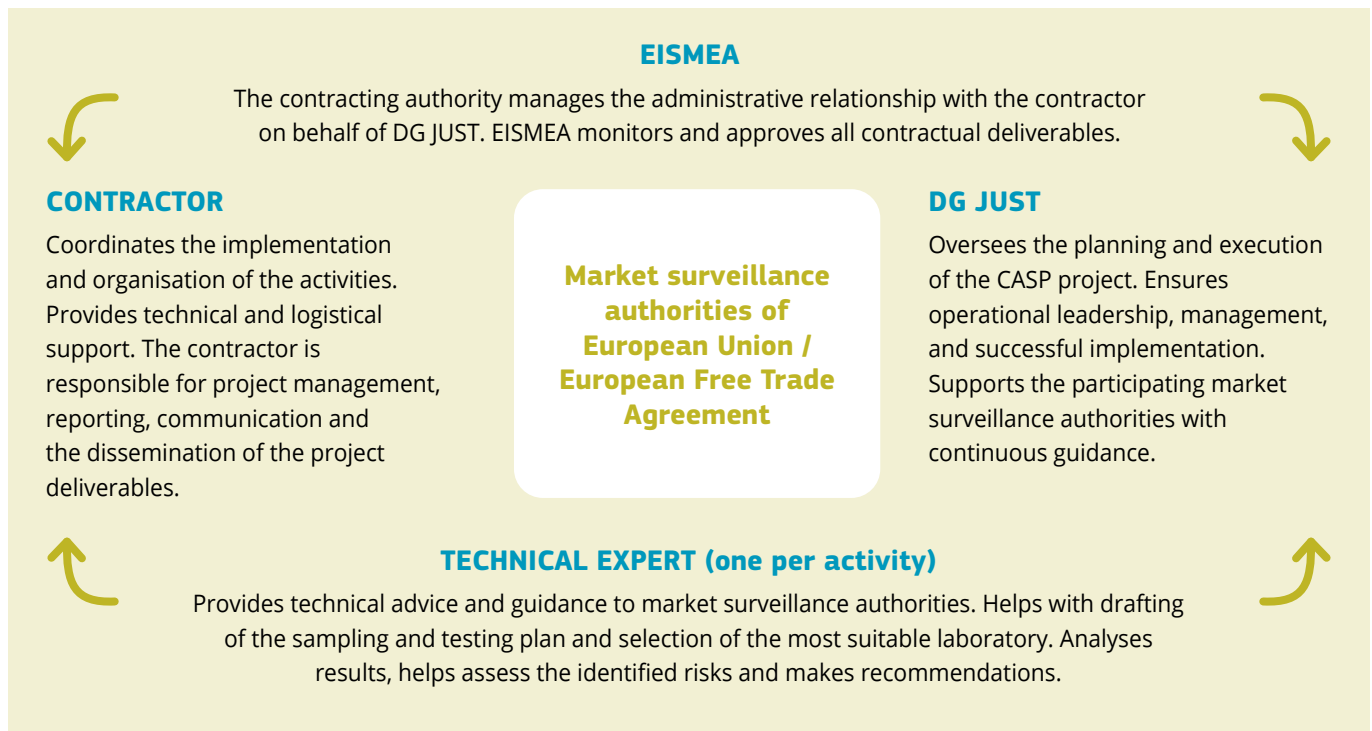 EISMEA
The contracting authority manages the administrative relationship with the contractor
on behalf of DG JUST. EISMEA monitors and approves all contractual deliverables.
CONTRACTOR
Coordinates the implementation
and organisation of the activities.
Provides technical and logistical
support. The contractor is
responsible for project management,
reporting, communication and
the dissemination of the project
deliverables.
Market surveillance
authorities of
European Union /
European Free Trade
Agreement
DG JUST
Oversees the planning and execution
of the CASP project. Ensures
operational leadership, management,
and successful implementation.
Supports the participating market
surveillance authorities with
continuous guidance.
TECHNICAL EXPERT (one per activity)
Provides technical advice and guidance to market surveillance authorities. Helps with drafting
of the sampling and testing plan and selection of the most suitable laboratory. Analyses
results, helps assess the identified risks and makes recommendations.